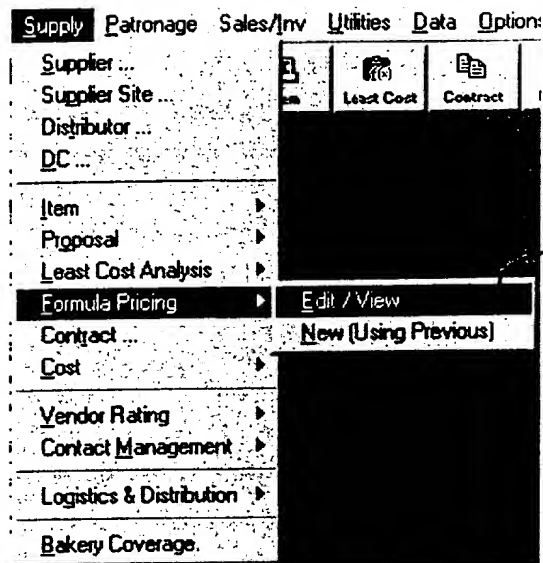 Supply Patronage Sales/Inv Utilities Data Options
Supplier ...
Supplier Site ...
Least Cost Contract
Distributor ...
DC ...
Item
Proposal
Least Cost Analysis
Formula Pricing Edit / View
Contract ... New (Using Previous)
Cost
Vendor Rating
Contact Management
Logistics & Distribution
Bakery Coverage.